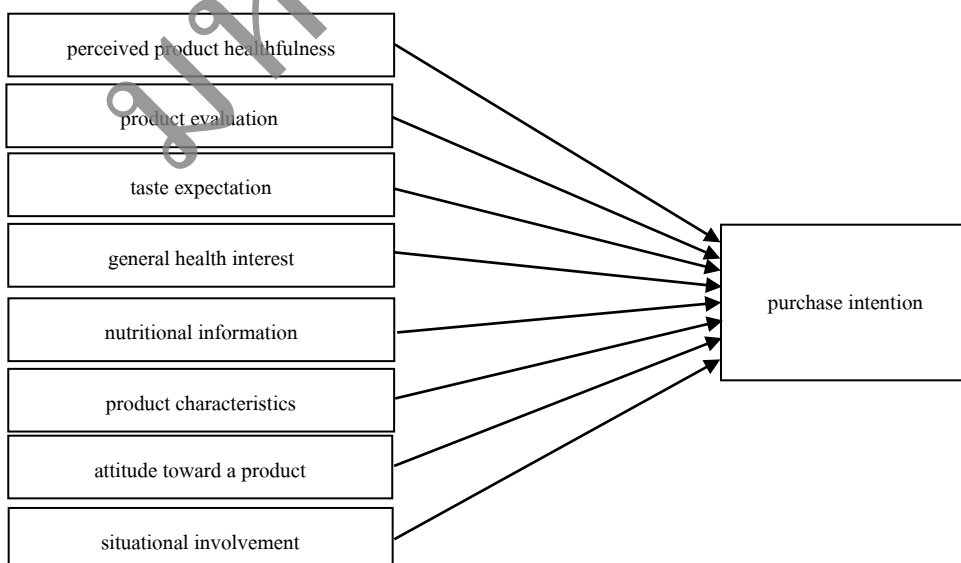 perceived product healthfulness
product evaluation
taste expectation
general health interest
nutritional information
product characteristics
attitude toward a product
situational involvement
purchase intention